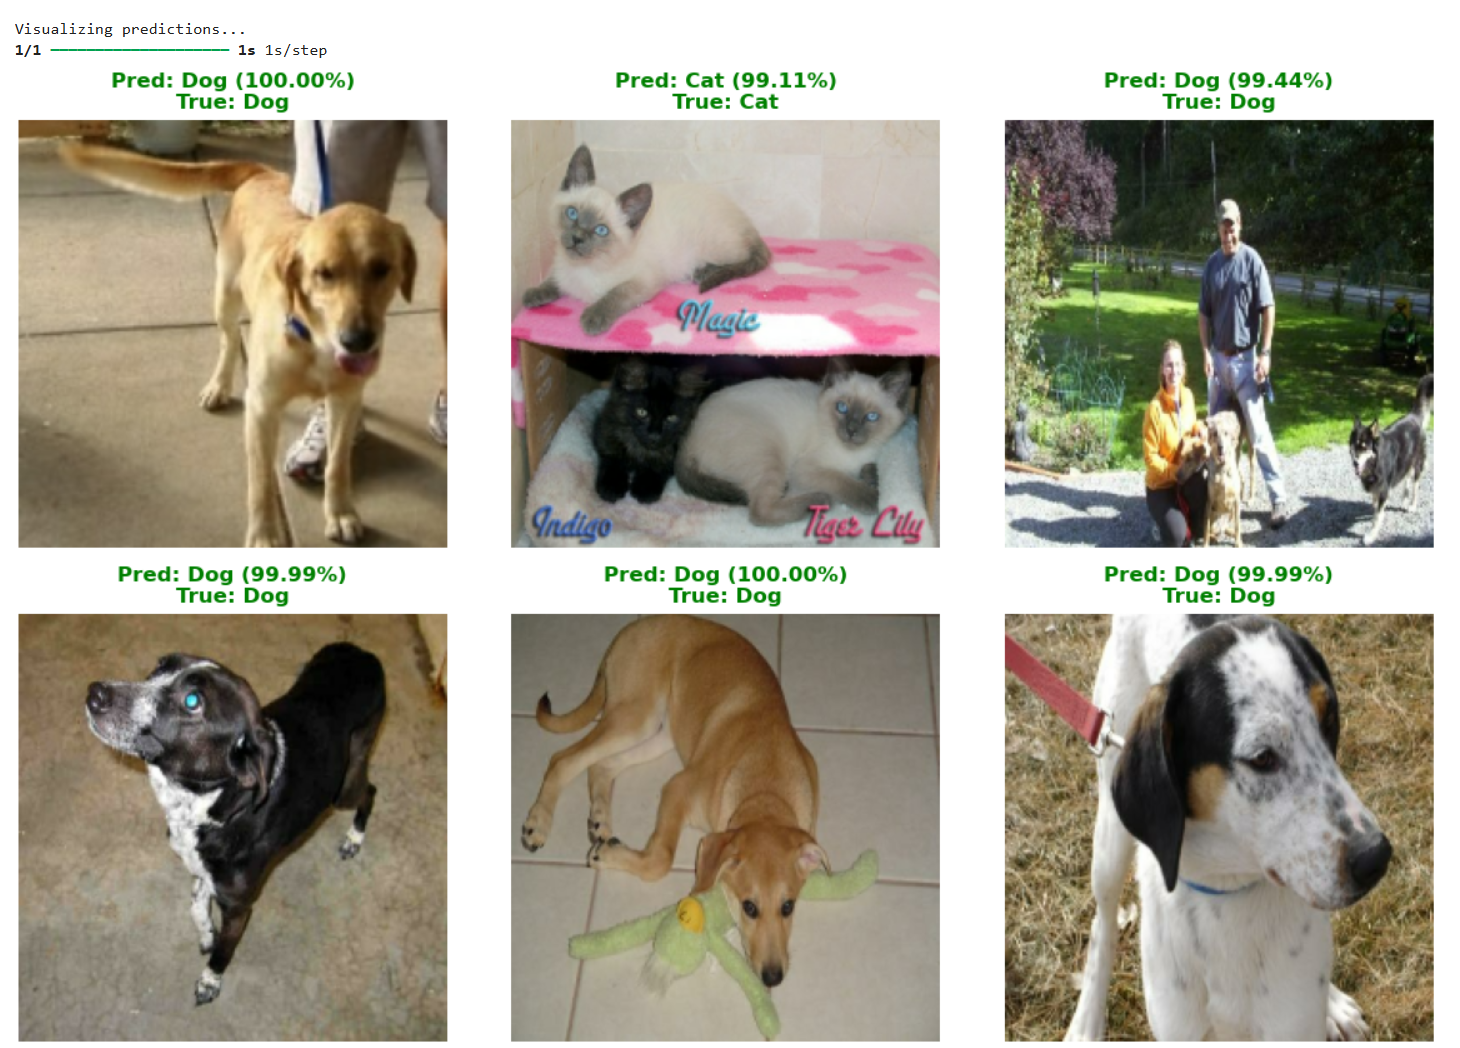 Visualizing predictions...
1/1 ━━━━━━━━━━━━━━━━━━━━ 1s 1s/step
Pred: Dog (100.00%)
True: Dog
Pred: Cat (99.11%)
True: Cat
Pred: Dog (99.44%)
True: Dog
Magic
Indigo
Tiger Lily
Pred: Dog (99.99%)
True: Dog
Pred: Dog (100.00%)
True: Dog
Pred: Dog (99.99%)
True: Dog